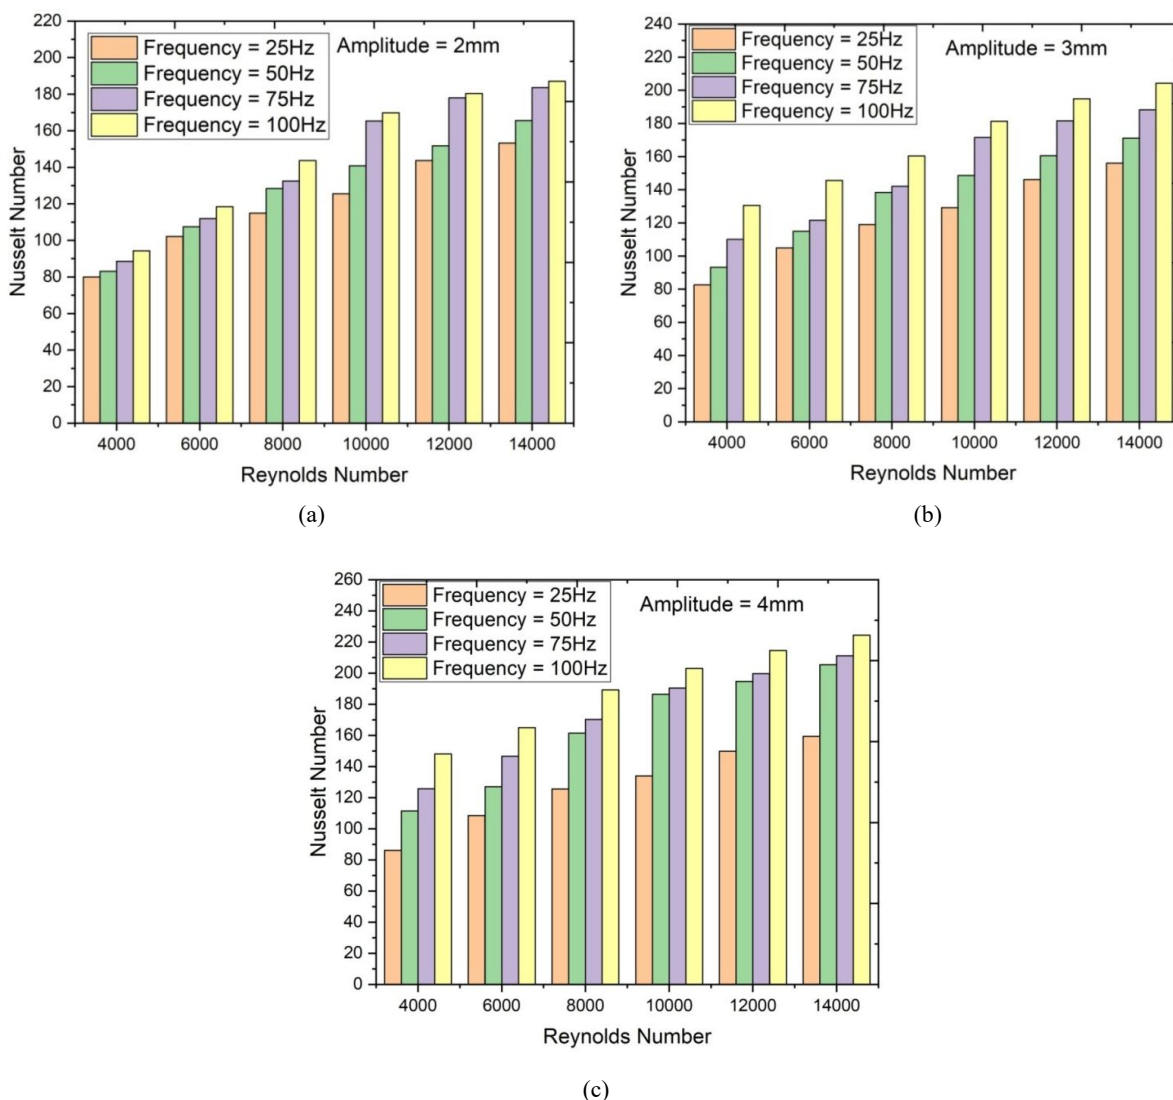 220
200
180
160
140
120
100
80
60
40
20
0
Nusselt Number
Frequency = 25Hz
Frequency = 50Hz
Frequency = 75Hz
Frequency = 100Hz
Amplitude = 2mm
4000 6000 8000 10000 12000 14000
Reynolds Number
(a)
240
220
200
180
160
140
120
100
80
60
40
20
0
Nusselt Number
Frequency = 25Hz
Frequency = 50Hz
Frequency = 75Hz
Frequency = 100Hz
Amplitude = 3mm
4000 6000 8000 10000 12000 14000
Reynolds Number
(b)
260
240
220
200
180
160
140
120
100
80
60
40
20
0
Nusselt Number
Frequency = 25Hz
Frequency = 50Hz
Frequency = 75Hz
Frequency = 100Hz
Amplitude = 4mm
4000 6000 8000 10000 12000 14000
Reynolds Number
(c)